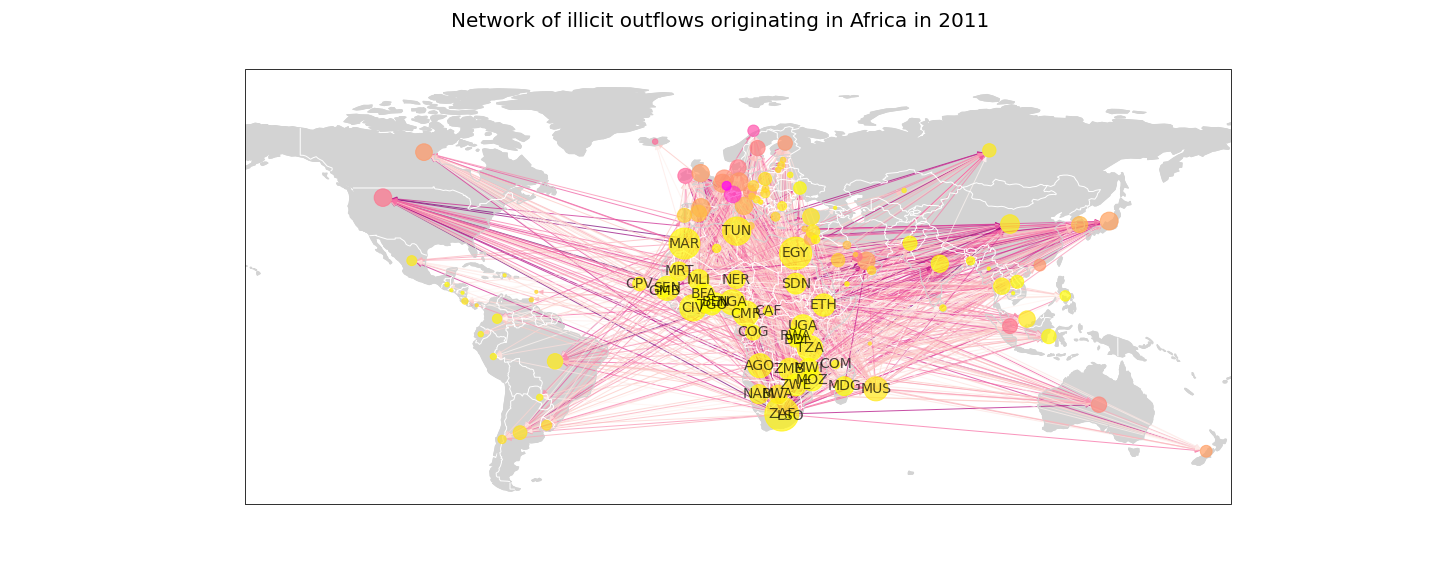 Network of illicit outflows originating in Africa in 2011
TUN
MAR
EGY
MRT
CPV
SEN
GMB
MLI
NER
SDN
BFA
CIV
TGO
BEN
NGA
CMR
CAF
ETH
COG
UGA
RWA
BDI
TZA
AGO
ZMB
MWI
COM
MOZ
ZWE
MDG
MUS
NAM
BWA
ZAF
LSO